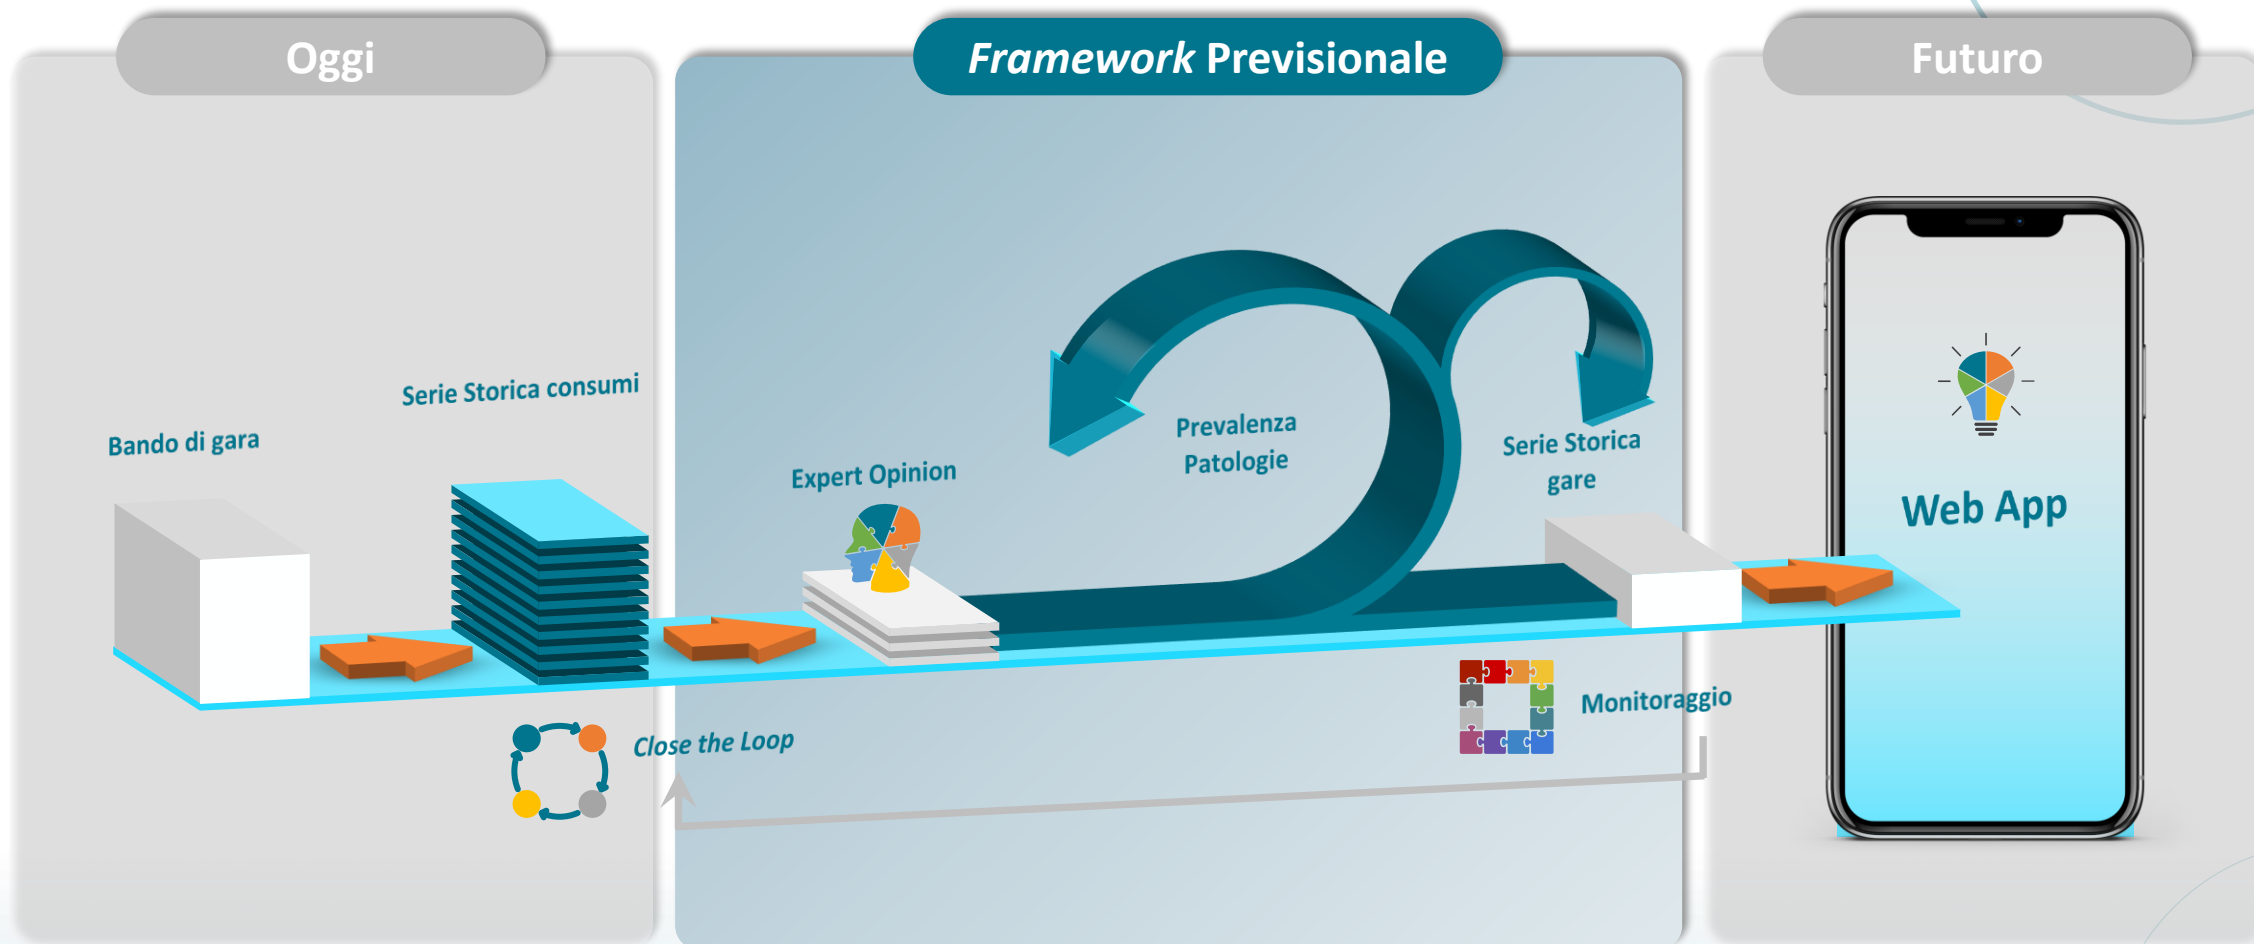 Oggi
Framework Previsionale
Futuro
Bando di gara
Serie Storica consumi
Expert Opinion
Prevalenza
Patologie
Serie Storica
gare
Web App
Close the Loop
Monitoraggio